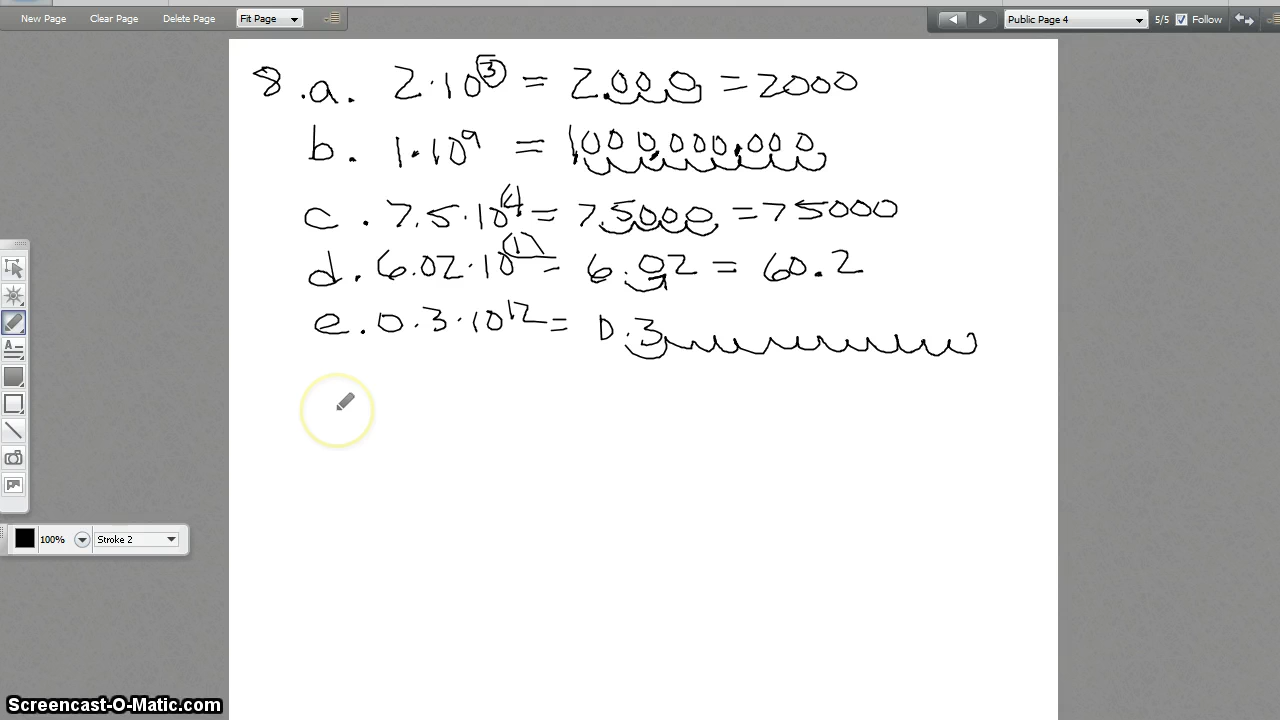 New Page Clear Page Delete Page Fit Page Public Page 4 5/5 Follow
8.a. 2·10³ = 2.000 = 2000
b. 1·10⁹ = 1000,000,000
c. 7.5·10⁴ = 7.5000 = 75000
d. 6.02·10⁽¹⁾ = 6.02 = 60.2
e. 0.3·10¹² = 0.3
100% Stroke 2
Screencast-O-Matic.com